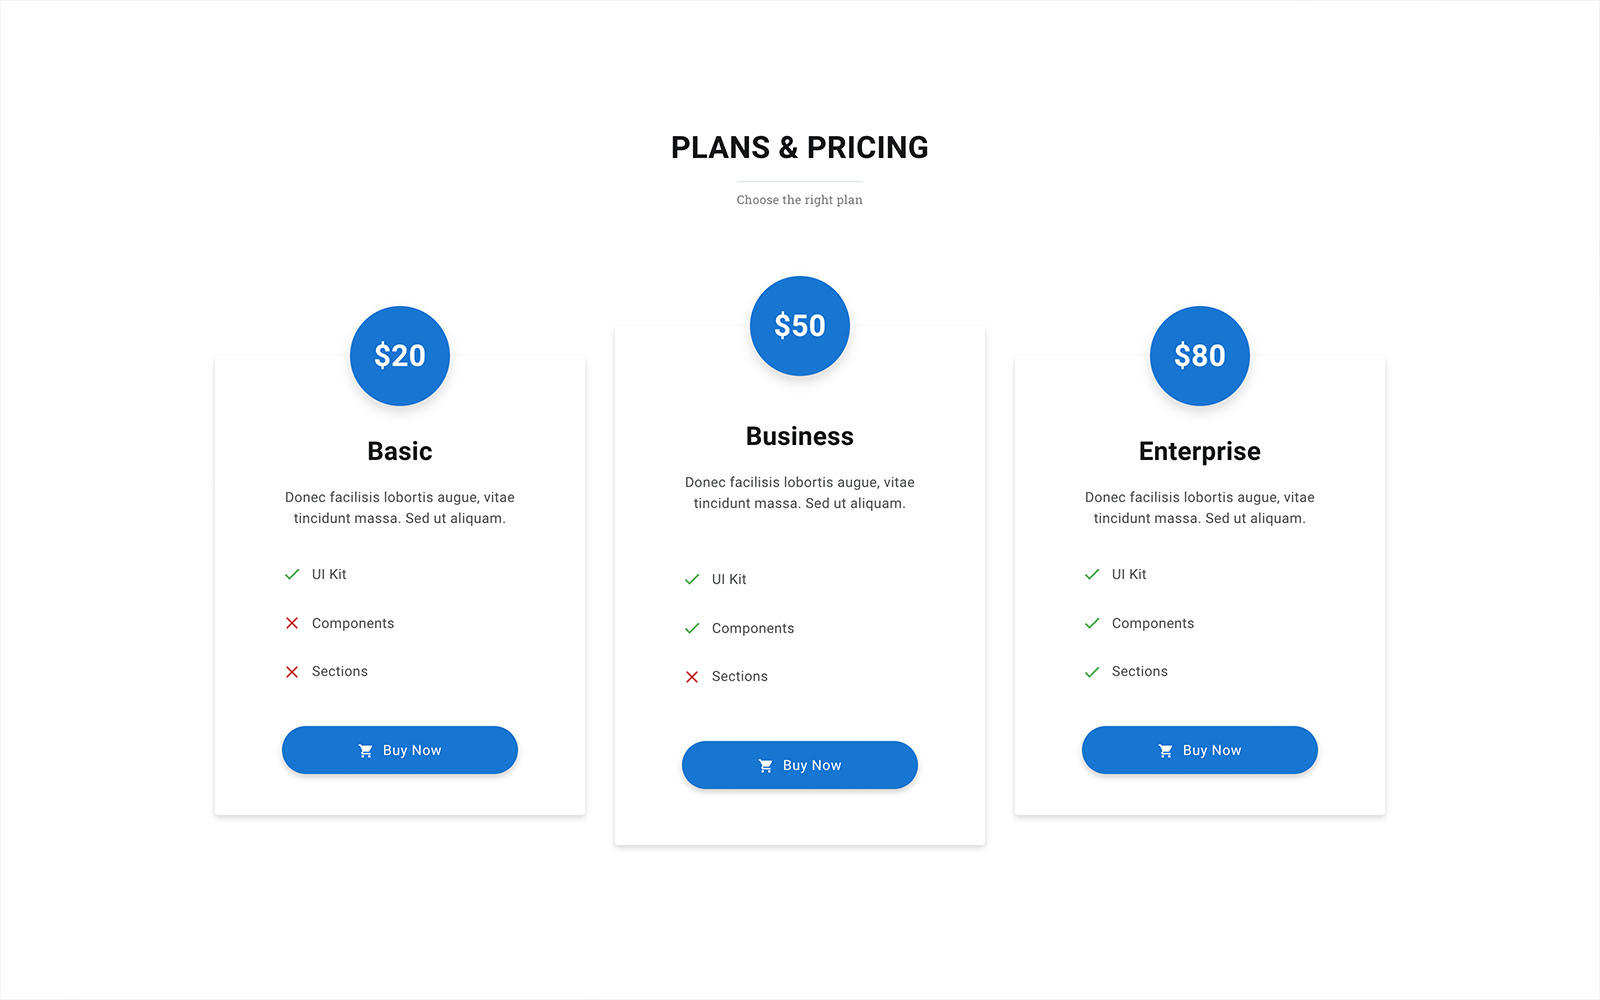 PLANS & PRICING
Choose the right plan
$20
Basic
Donec facilisis lobortis augue, vitae
tincidunt massa. Sed ut aliquam.
UI Kit
Components
Sections
Buy Now
$50
Business
Donec facilisis lobortis augue, vitae
tincidunt massa. Sed ut aliquam.
UI Kit
Components
Sections
Buy Now
$80
Enterprise
Donec facilisis lobortis augue, vitae
tincidunt massa. Sed ut aliquam.
UI Kit
Components
Sections
Buy Now